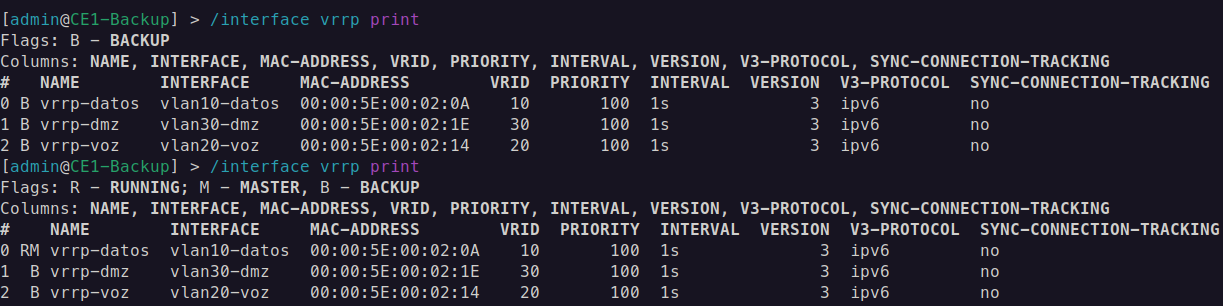 [admin@CE1-Backup] > /interface vrrp print
Flags: B - BACKUP
Columns: NAME, INTERFACE, MAC-ADDRESS, VRID, PRIORITY, INTERVAL, VERSION, V3-PROTOCOL, SYNC-CONNECTION-TRACKING
#   NAME        INTERFACE     MAC-ADDRESS        VRID  PRIORITY  INTERVAL  VERSION  V3-PROTOCOL  SYNC-CONNECTION-TRACKING
0 B vrrp-datos  vlan10-datos  00:00:5E:00:02:0A    10       100  1s              3  ipv6         no
1 B vrrp-dmz    vlan30-dmz    00:00:5E:00:02:1E    30       100  1s              3  ipv6         no
2 B vrrp-voz    vlan20-voz    00:00:5E:00:02:14    20       100  1s              3  ipv6         no
[admin@CE1-Backup] > /interface vrrp print
Flags: R - RUNNING; M - MASTER, B - BACKUP
Columns: NAME, INTERFACE, MAC-ADDRESS, VRID, PRIORITY, INTERVAL, VERSION, V3-PROTOCOL, SYNC-CONNECTION-TRACKING
#    NAME        INTERFACE     MAC-ADDRESS        VRID  PRIORITY  INTERVAL  VERSION  V3-PROTOCOL  SYNC-CONNECTION-TRACKING
0 RM vrrp-datos  vlan10-datos  00:00:5E:00:02:0A    10       100  1s              3  ipv6         no
1  B vrrp-dmz    vlan30-dmz    00:00:5E:00:02:1E    30       100  1s              3  ipv6         no
2  B vrrp-voz    vlan20-voz    00:00:5E:00:02:14    20       100  1s              3  ipv6         no